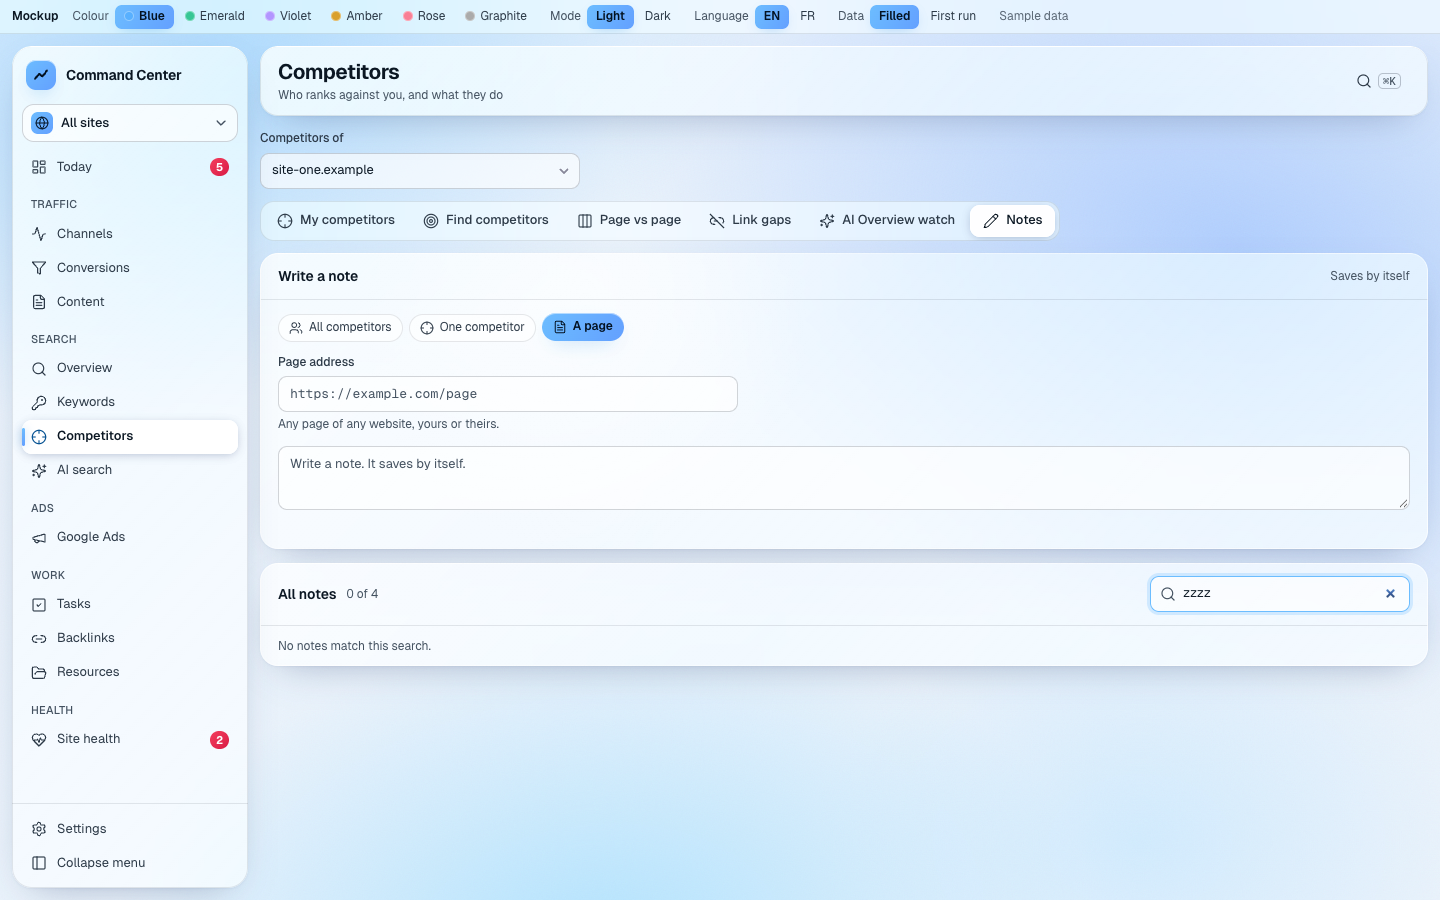 Mockup Colour Blue Emerald Violet Amber Rose Graphite Mode Light Dark Language EN FR Data Filled First run Sample data
Command Center
All sites
Today 5
TRAFFIC
Channels
Conversions
Content
SEARCH
Overview
Keywords
Competitors
AI search
ADS
Google Ads
WORK
Tasks
Backlinks
Resources
HEALTH
Site health 2
Settings
Collapse menu
Competitors
Who ranks against you, and what they do
⌘K
Competitors of
site-one.example
My competitors Find competitors Page vs page Link gaps AI Overview watch Notes
Write a note Saves by itself
All competitors One competitor A page
Page address
https://example.com/page
Any page of any website, yours or theirs.
Write a note. It saves by itself.
All notes 0 of 4 zzzz
No notes match this search.